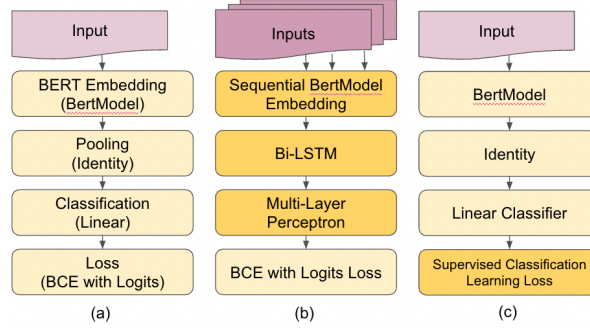 Input
BERT Embedding
(BertModel)
Pooling
(Identity)
Classification
(Linear)
Loss
(BCE with Logits)
(a)
Inputs
Sequential BertModel
Embedding
Bi-LSTM
Multi-Layer
Perceptron
BCE with Logits Loss
(b)
Input
BertModel
Identity
Linear Classifier
Supervised Classification
Learning Loss
(c)